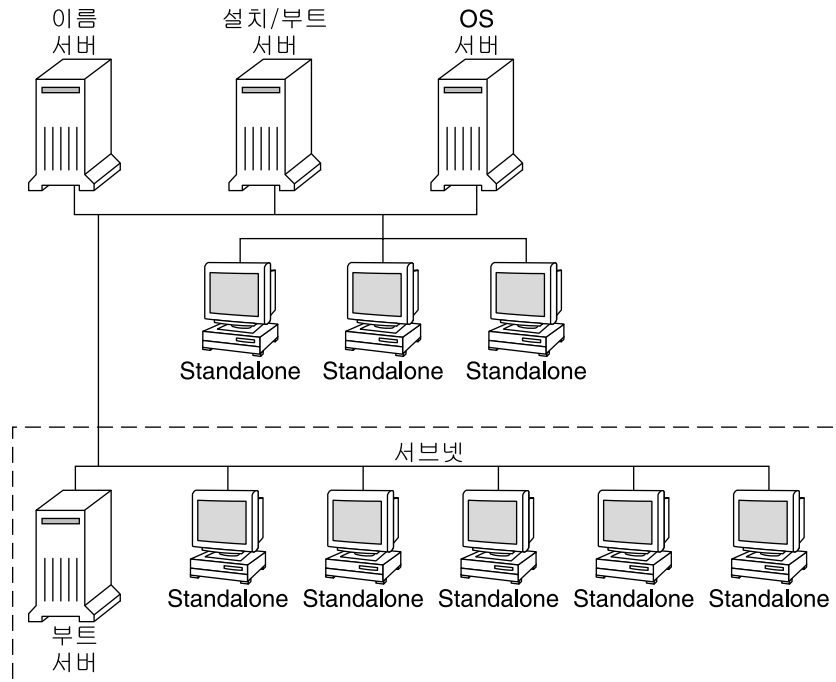 이름
서버
설치/부트
서버
OS
서버
Standalone
Standalone
Standalone
서브넷
Standalone
Standalone
Standalone
Standalone
Standalone
부트
서버